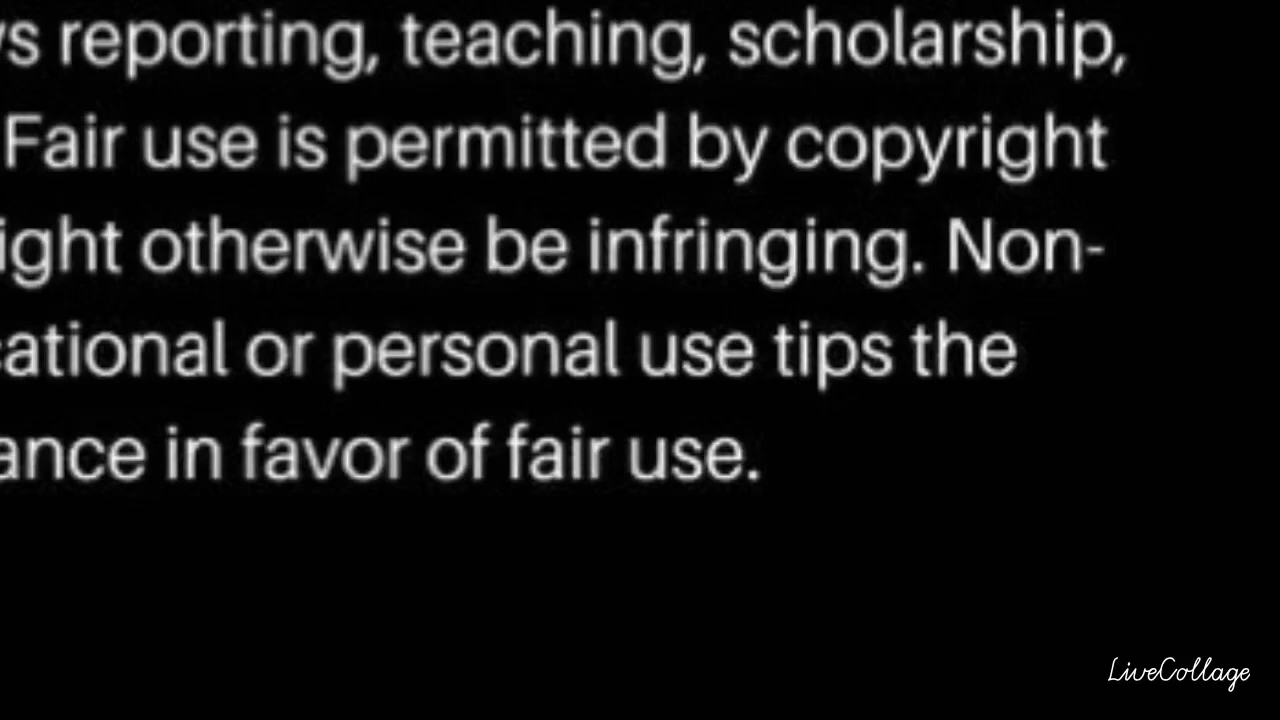 s reporting, teaching, scholarship,
Fair use is permitted by copyright
ight otherwise be infringing. Non-
cational or personal use tips the
ance in favor of fair use.
LiveCollage